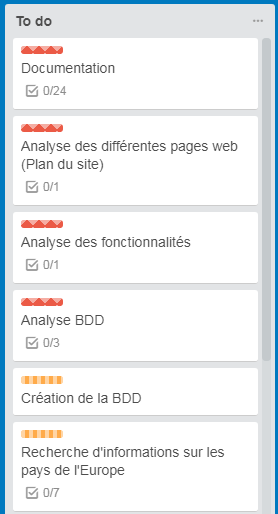 To do
Documentation
0/24
Analyse des différentes pages web
(Plan du site)
0/1
Analyse des fonctionnalités
0/1
Analyse BDD
0/3
Création de la BDD
Recherche d'informations sur les
pays de l'Europe
0/7